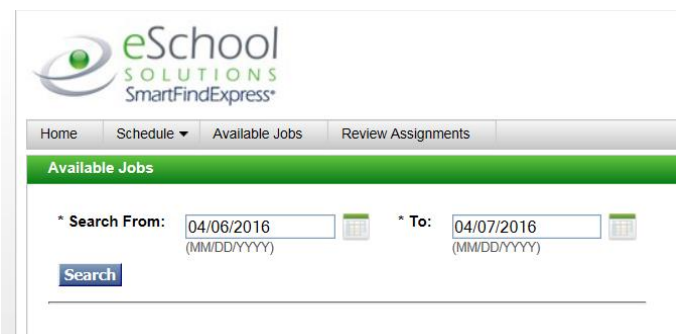 eSchool
SOLUTIONS
SmartFindExpress
Home Schedule Available Jobs Review Assignments
Available Jobs
* Search From: 04/06/2016 * To: 04/07/2016
(MM/DD/YYYY) (MM/DD/YYYY)
Search